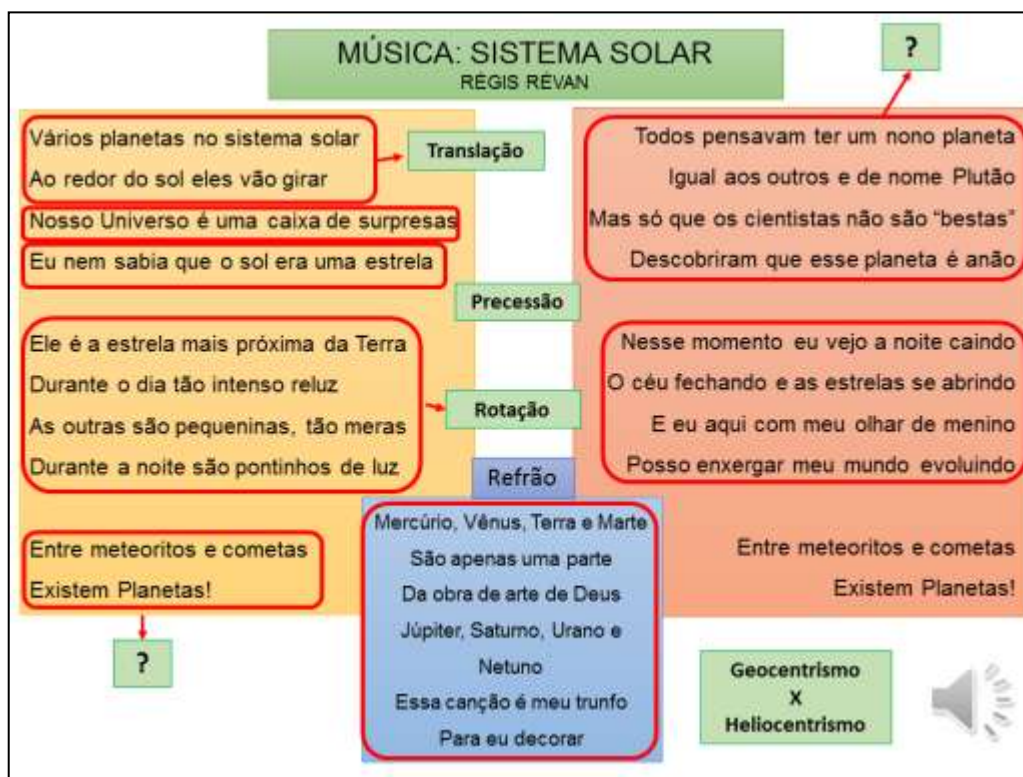 MÚSICA: SISTEMA SOLAR
RÉGIS RÉVAN
?
Vários planetas no sistema solar
Ao redor do sol eles vão girar
Nosso Universo é uma caixa de surpresas
Eu nem sabia que o sol era uma estrela
Translação
Precessão
Ele é a estrela mais próxima da Terra
Durante o dia tão intenso reluz
As outras são pequeninas, tão meras
Durante a noite são pontinhos de luz
Rotação
Entre meteoritos e cometas
Existem Planetas!
?
Refrão
Mercúrio, Vênus, Terra e Marte
São apenas uma parte
Da obra de arte de Deus
Júpiter, Saturno, Urano e
Netuno
Essa canção é meu trunfo
Para eu decorar
Todos pensavam ter um nono planeta
Igual aos outros e de nome Plutão
Mas só que os cientistas não são “bestas”
Descobriram que esse planeta é anão
Nesse momento eu vejo a noite caindo
O céu fechando e as estrelas se abrindo
E eu aqui com meu olhar de menino
Posso enxergar meu mundo evoluindo
Entre meteoritos e cometas
Existem Planetas!
Geocentrismo
X
Heliocentrismo